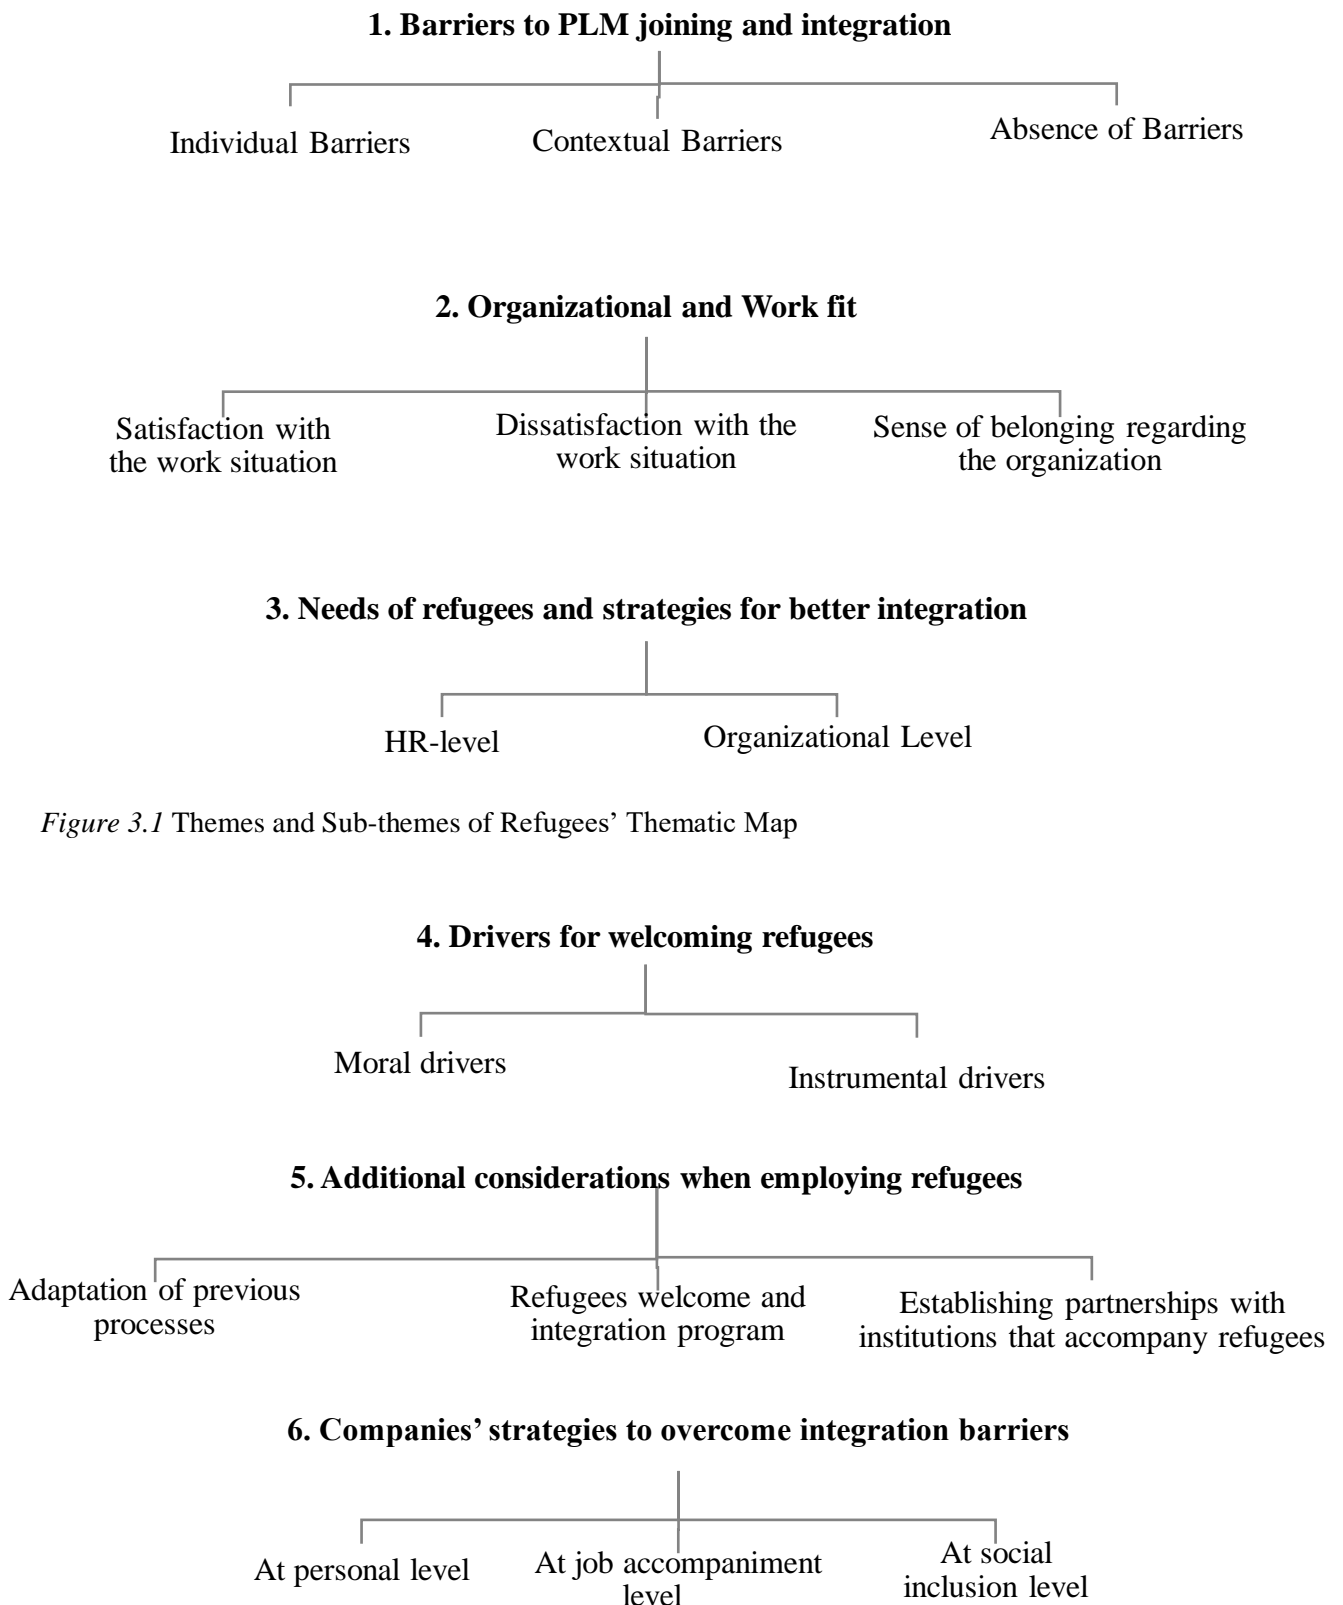 1. Barriers to PLM joining and integration
Individual Barriers
Contextual Barriers
Absence of Barriers
2. Organizational and Work fit
Satisfaction with
the work situation
Dissatisfaction with the
work situation
Sense of belonging regarding
the organization
3. Needs of refugees and strategies for better integration
HR-level
Organizational Level
Figure 3.1 Themes and Sub-themes of Refugees’ Thematic Map
4. Drivers for welcoming refugees
Moral drivers
Instrumental drivers
5. Additional considerations when employing refugees
Adaptation of previous
processes
Refugees welcome and
integration program
Establishing partnerships with
institutions that accompany refugees
6. Companies’ strategies to overcome integration barriers
At personal level
At job accompaniment
level
At social
inclusion level